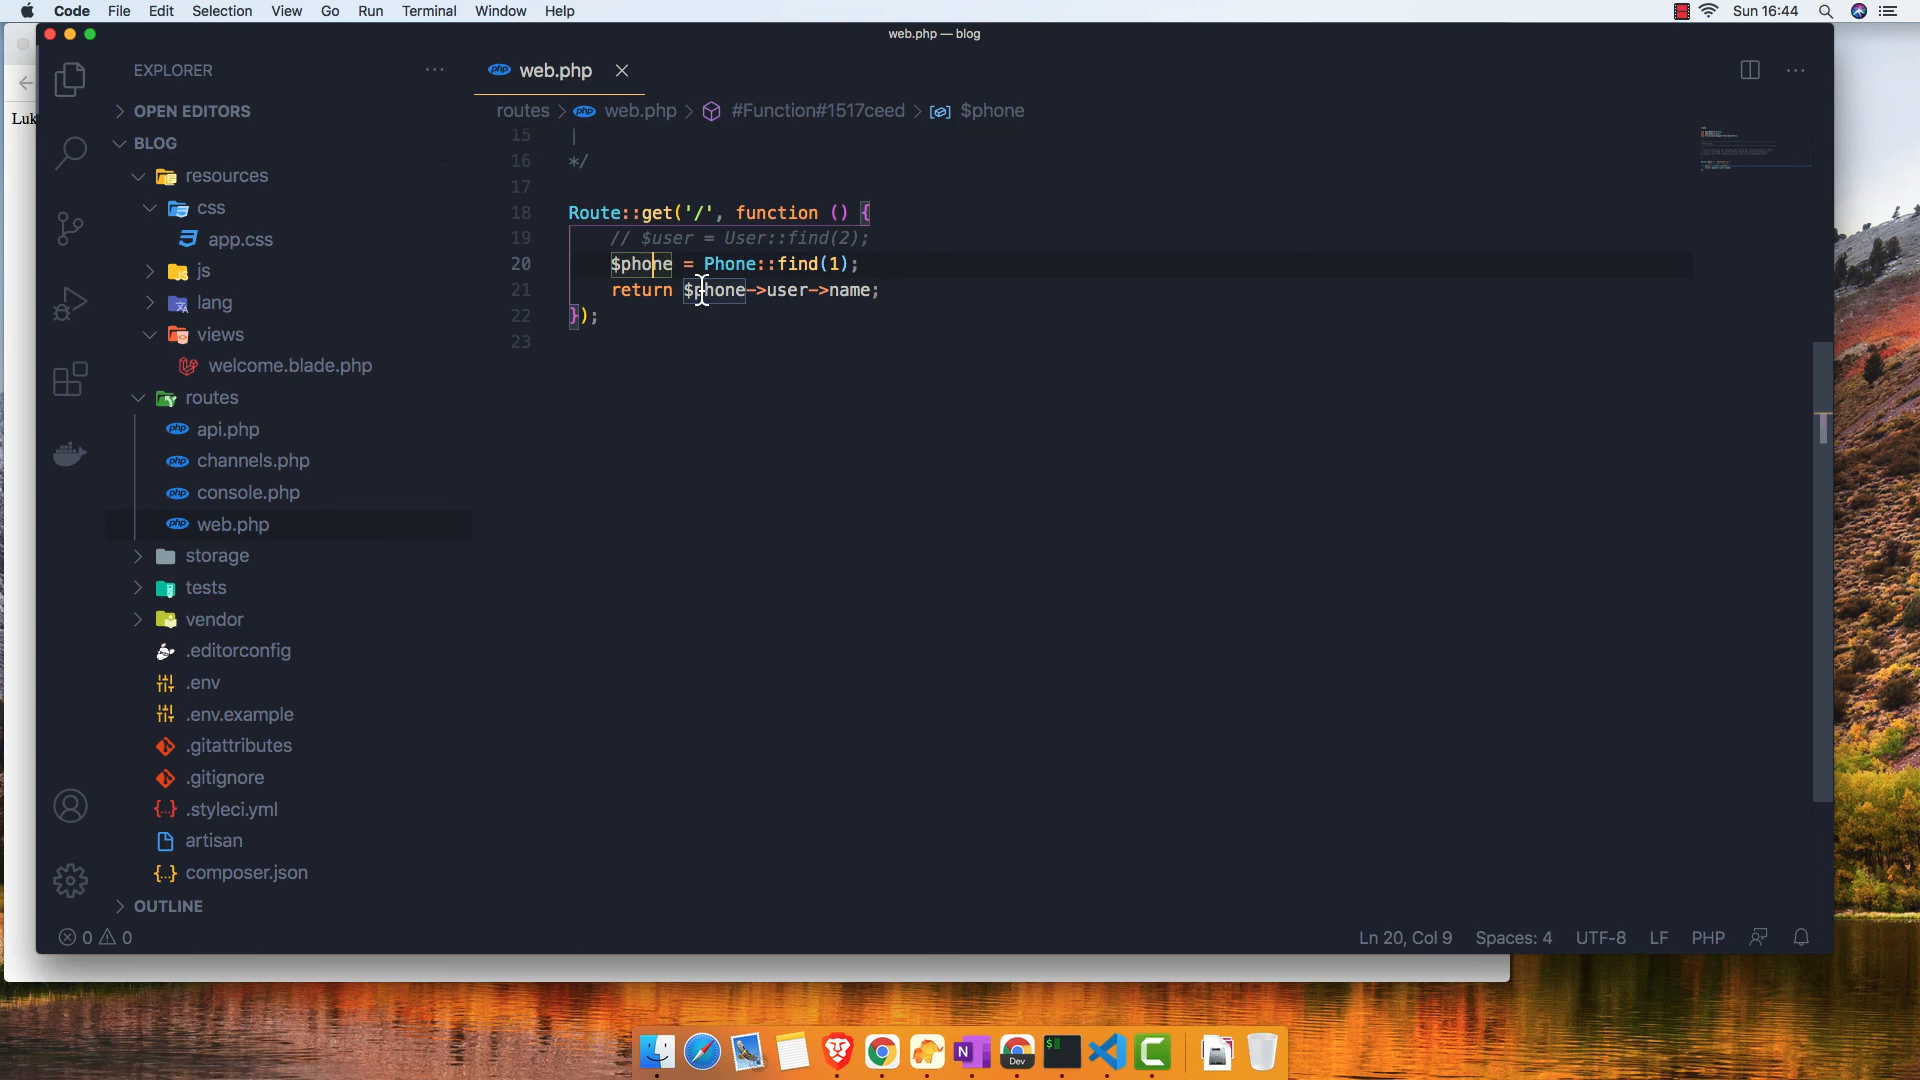 Code File Edit Selection View Go Run Terminal Window Help Sun 16:44
web.php — blog
Luk
EXPLORER
OPEN EDITORS
BLOG
resources
css
app.css
js
lang
views
welcome.blade.php
routes
api.php
channels.php
console.php
web.php
storage
tests
vendor
.editorconfig
.env
.env.example
.gitattributes
.gitignore
.styleci.yml
artisan
composer.json
OUTLINE
php web.php
routes > web.php > #Function#1517ceed > $phone
15 |
16 */
17
18 Route::get('/', function () {
19 // $user = User::find(2);
20 $phone = Phone::find(1);
21 return $phone->user->name;
22 });
23
0 0 Ln 20, Col 9 Spaces: 4 UTF-8 LF PHP
N Dev $